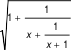 √(1 + 1/(x + 1/(x + 1)))